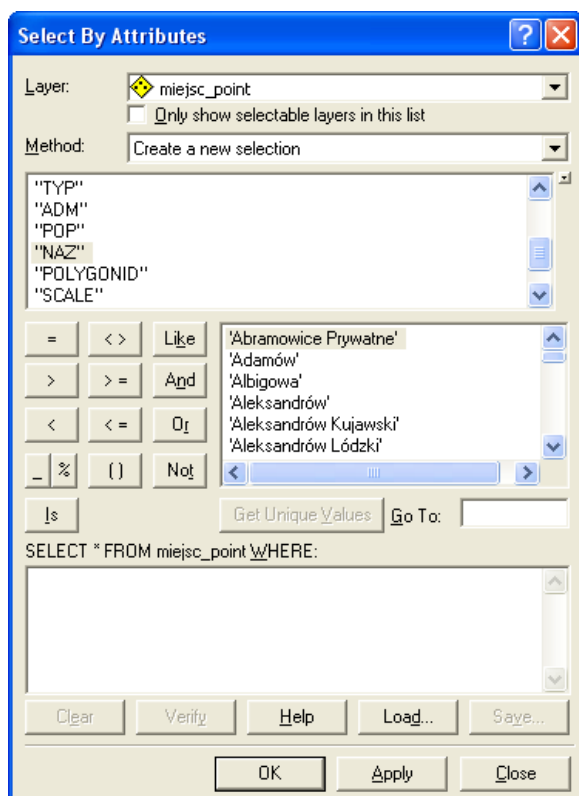 Select By Attributes
Layer: miejsc_point
Only show selectable layers in this list
Method: Create a new selection
"TYP"
"ADM"
"POP"
"NAZ"
"POLYGONID"
"SCALE"
= < > Like
> > = And
< < = Or
_ % ( ) Not
Is
'Abramowice Prywatne'
'Adamów'
'Albigowa'
'Aleksandrów'
'Aleksandrów Kujawski'
'Aleksandrów Lódzki'
Get Unique Values Go To:
SELECT * FROM miejsc_point WHERE:
Clear Verify Help Load... Save...
OK Apply Close